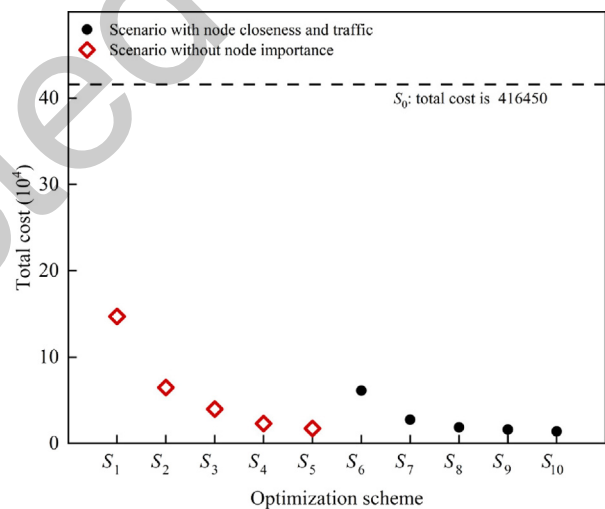 Scenario with node closeness and traffic
Scenario without node importance
S0: total cost is 416450
Total cost (10^4)
40
30
20
10
0
S1 S2 S3 S4 S5 S6 S7 S8 S9 S10
Optimization scheme